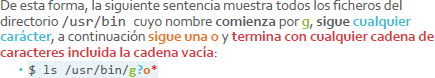 De esta forma, la siguiente sentencia muestra todos los ficheros del
directorio /usr/bin cuyo nombre comienza por g, sigue cualquier
carácter, a continuación sigue una o y termina con cualquier cadena de
caracteres incluida la cadena vacía:
• $ ls /usr/bin/g?o*